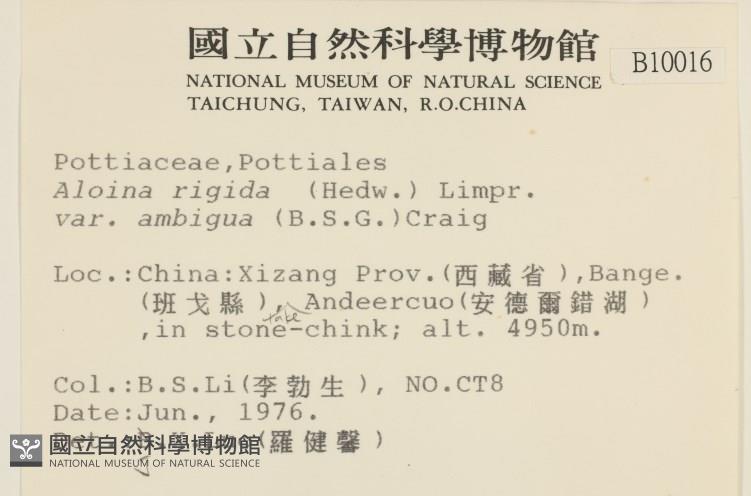 國立自然科學博物館
NATIONAL MUSEUM OF NATURAL SCIENCE
TAICHUNG, TAIWAN, R.O.CHINA
B10016
Pottiaceae,Pottiales
Aloina rigida (Hedw.) Limpr.
var. ambigua (B.S.G.)Craig
Loc.:China:Xizang Prov.(西藏省),Bange.
(班戈縣), Andeercuo(安德爾錯湖)
lake
,in stone-chink; alt. 4950m.
Col.:B.S.Li(李勃生), NO.CT8
Date:Jun., 1976.
(羅健馨)
國立自然科學博物館
NATIONAL MUSEUM OF NATURAL SCIENCE